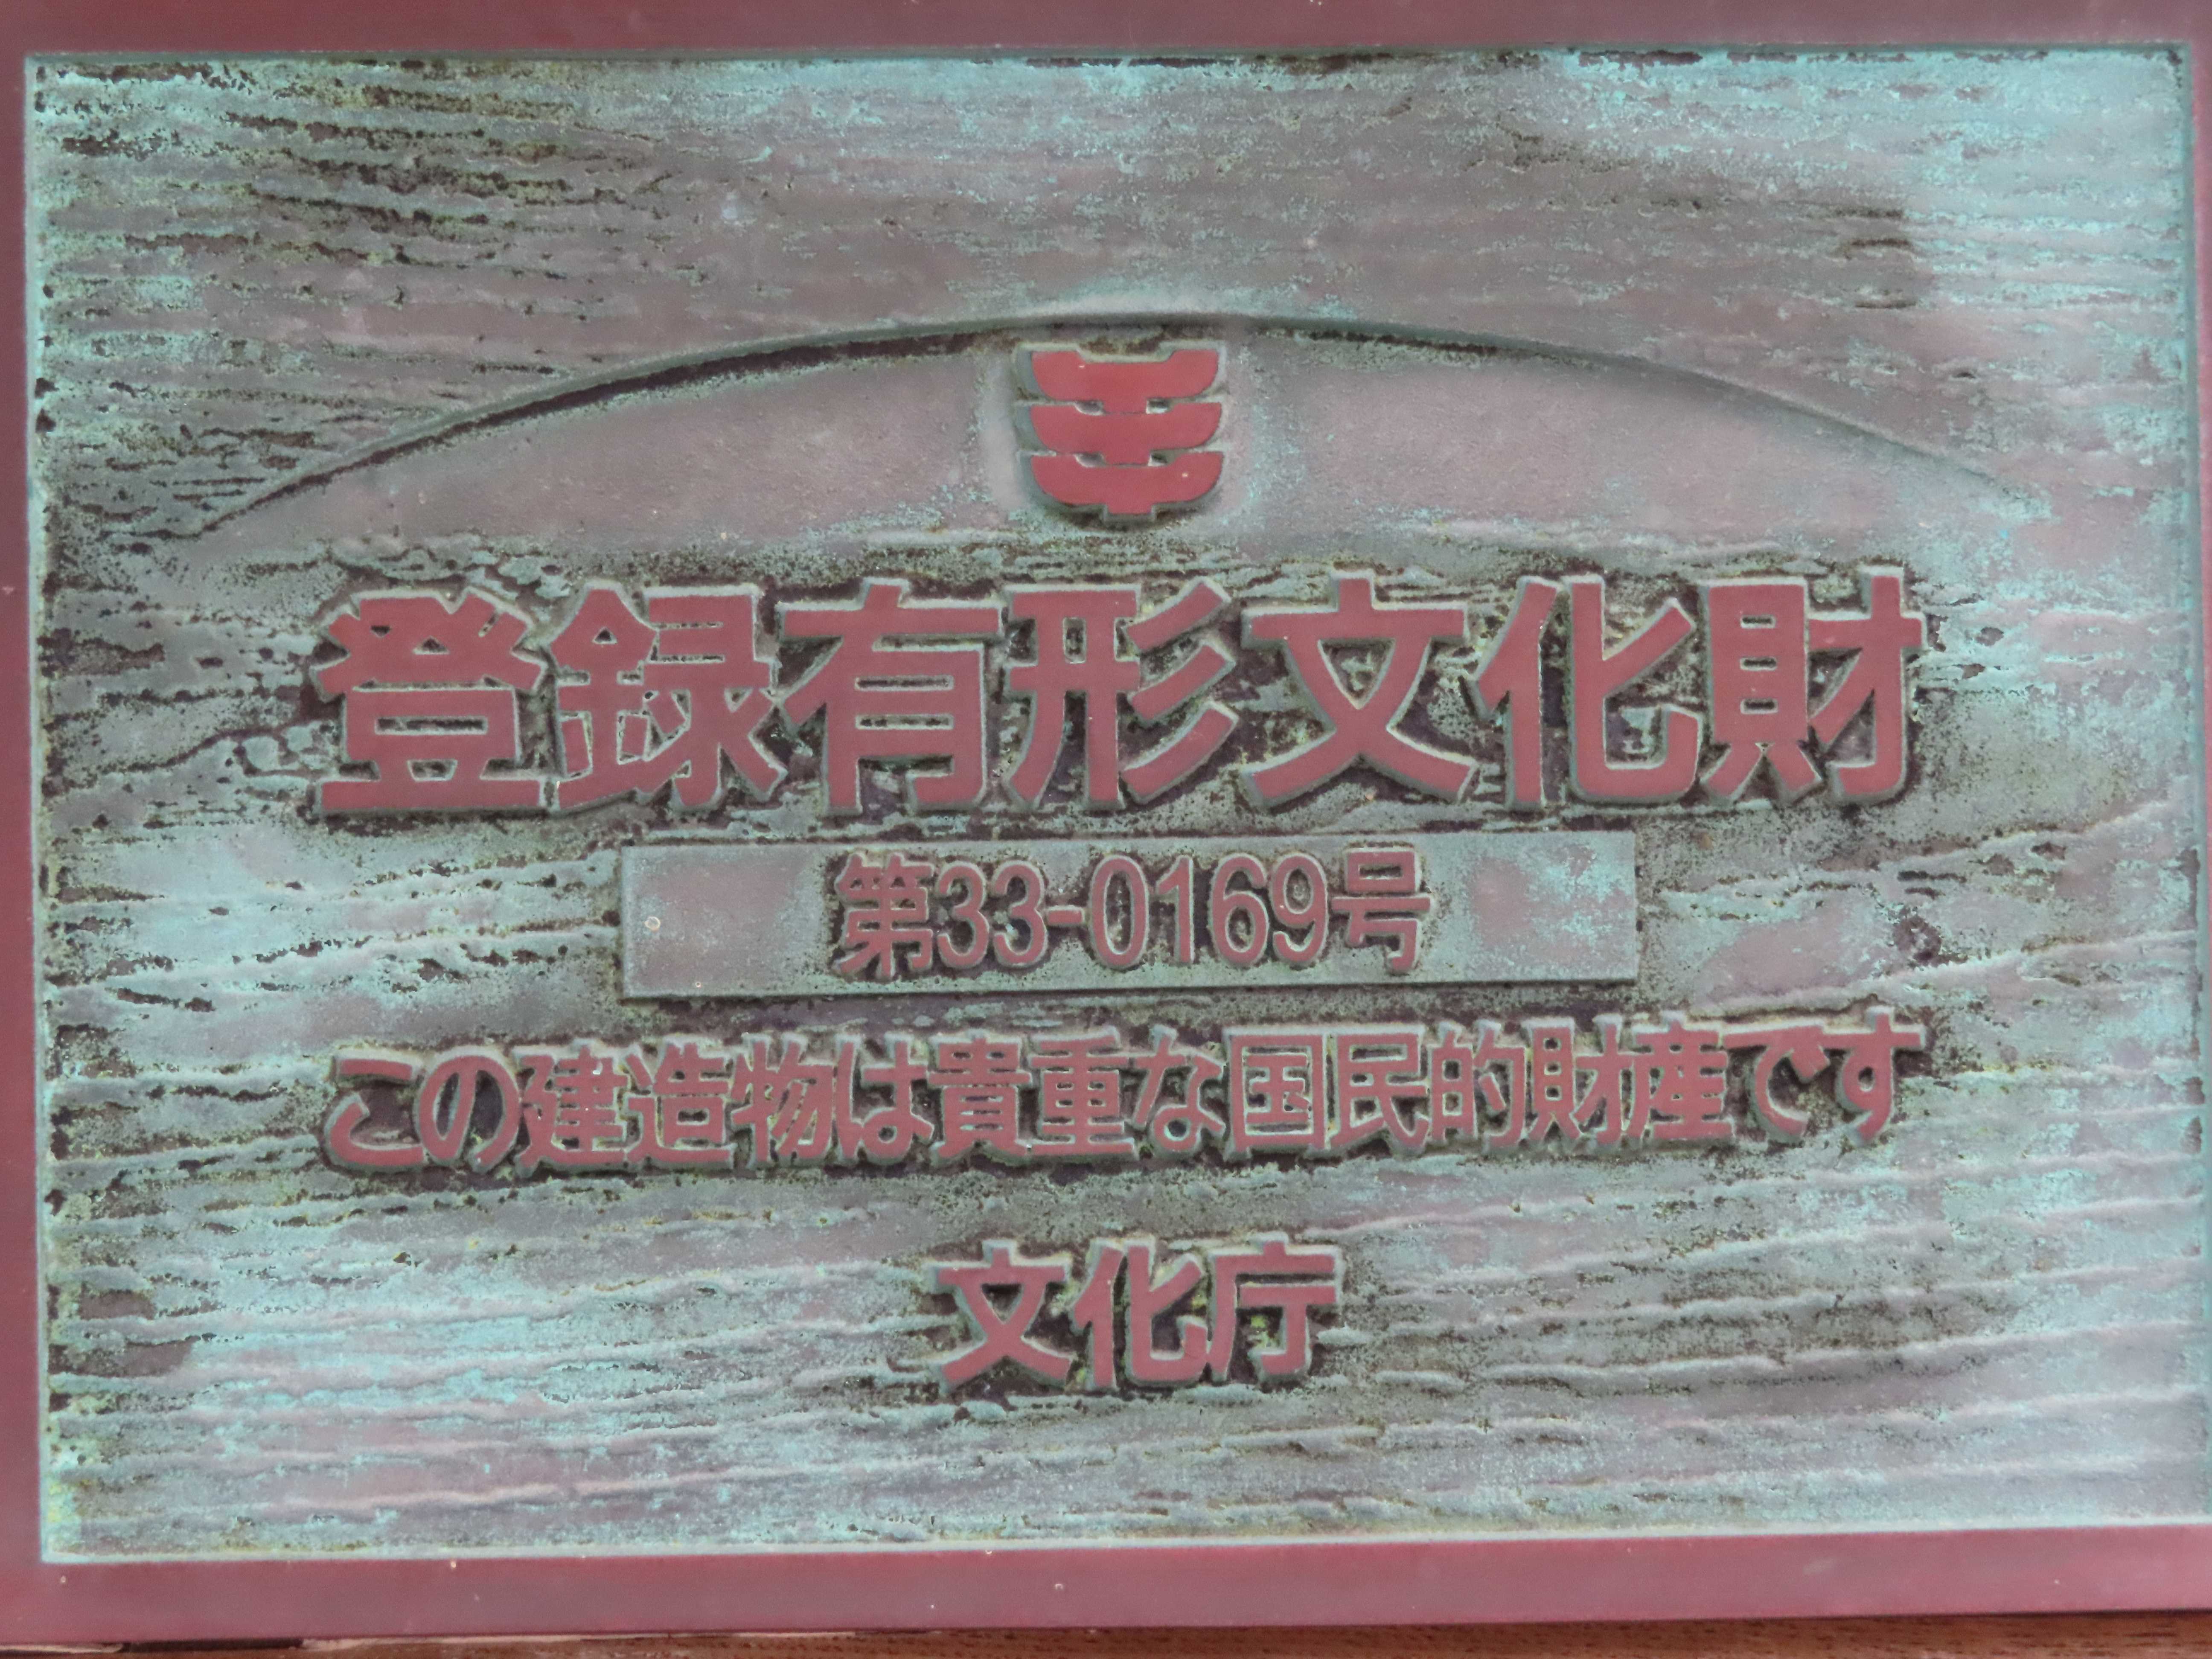 登録有形文化財
第33-0169号
この建造物は貴重な国民的財産です
文化庁